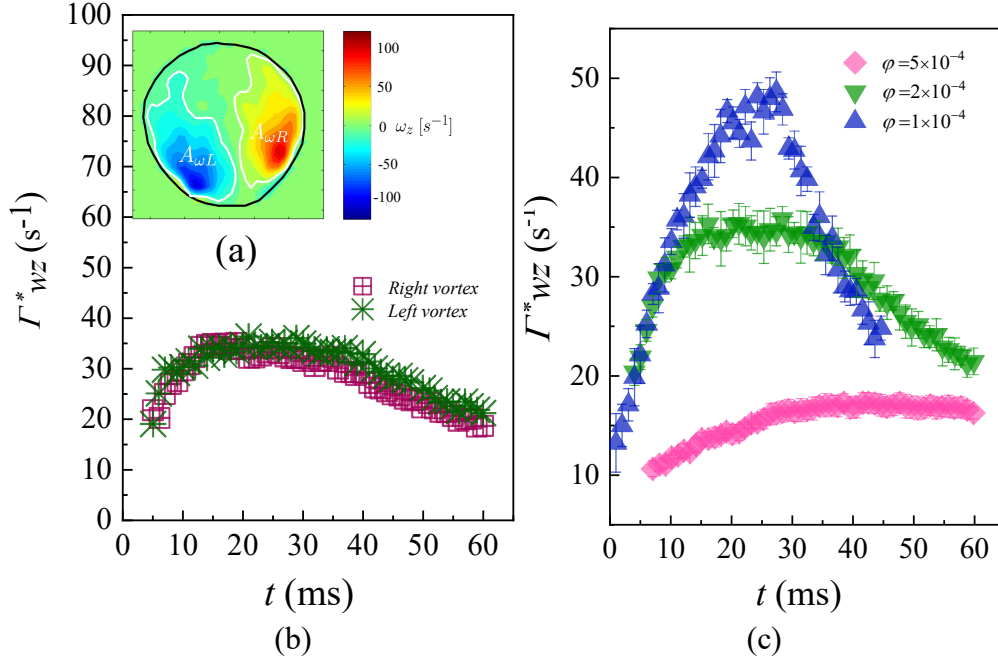 100
90
80
70
60
50
40
30
20
10
0
Γ*wz (s⁻¹)
AωL
AωR
100
50
0
-50
-100
ωz [s⁻¹]
(a)
Right vortex
Left vortex
0 10 20 30 40 50 60
t (ms)
(b)
50
40
30
20
10
Γ*wz (s⁻¹)
φ=5×10⁻⁴
φ=2×10⁻⁴
φ=1×10⁻⁴
0 10 20 30 40 50 60
t (ms)
(c)